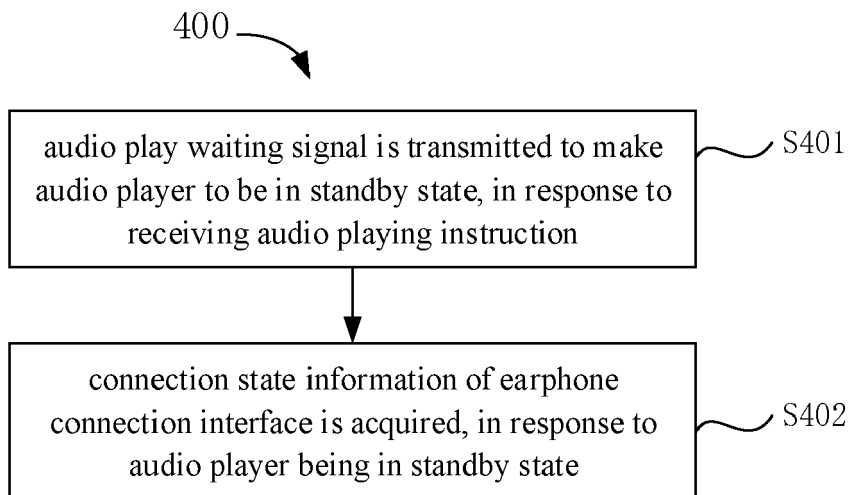 400
audio play waiting signal is transmitted to make
audio player to be in standby state, in response to
receiving audio playing instruction
S401
connection state information of earphone
connection interface is acquired, in response to
audio player being in standby state
S402